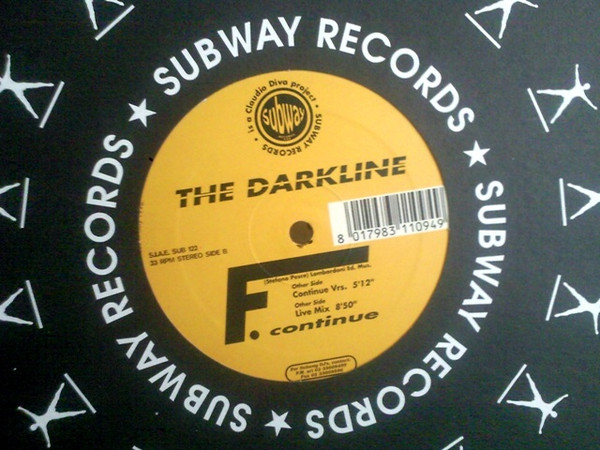 SUBWAY RECORDS ★ SUBWAY RECORDS ★ SUBWAY RECORDS ★
• is a Claudio Diva project • SUBWAY RECORDS
subway
THE DARKLINE
8 017983 110949
S.I.A.E. SUB 122
33 RPM STEREO SIDE B
F. continue
(Stefano Pesce) Lombardoni Ed. Mus.
Other Side
Continue Vrs. 5'12"
Other Side
Live Mix 8'50"